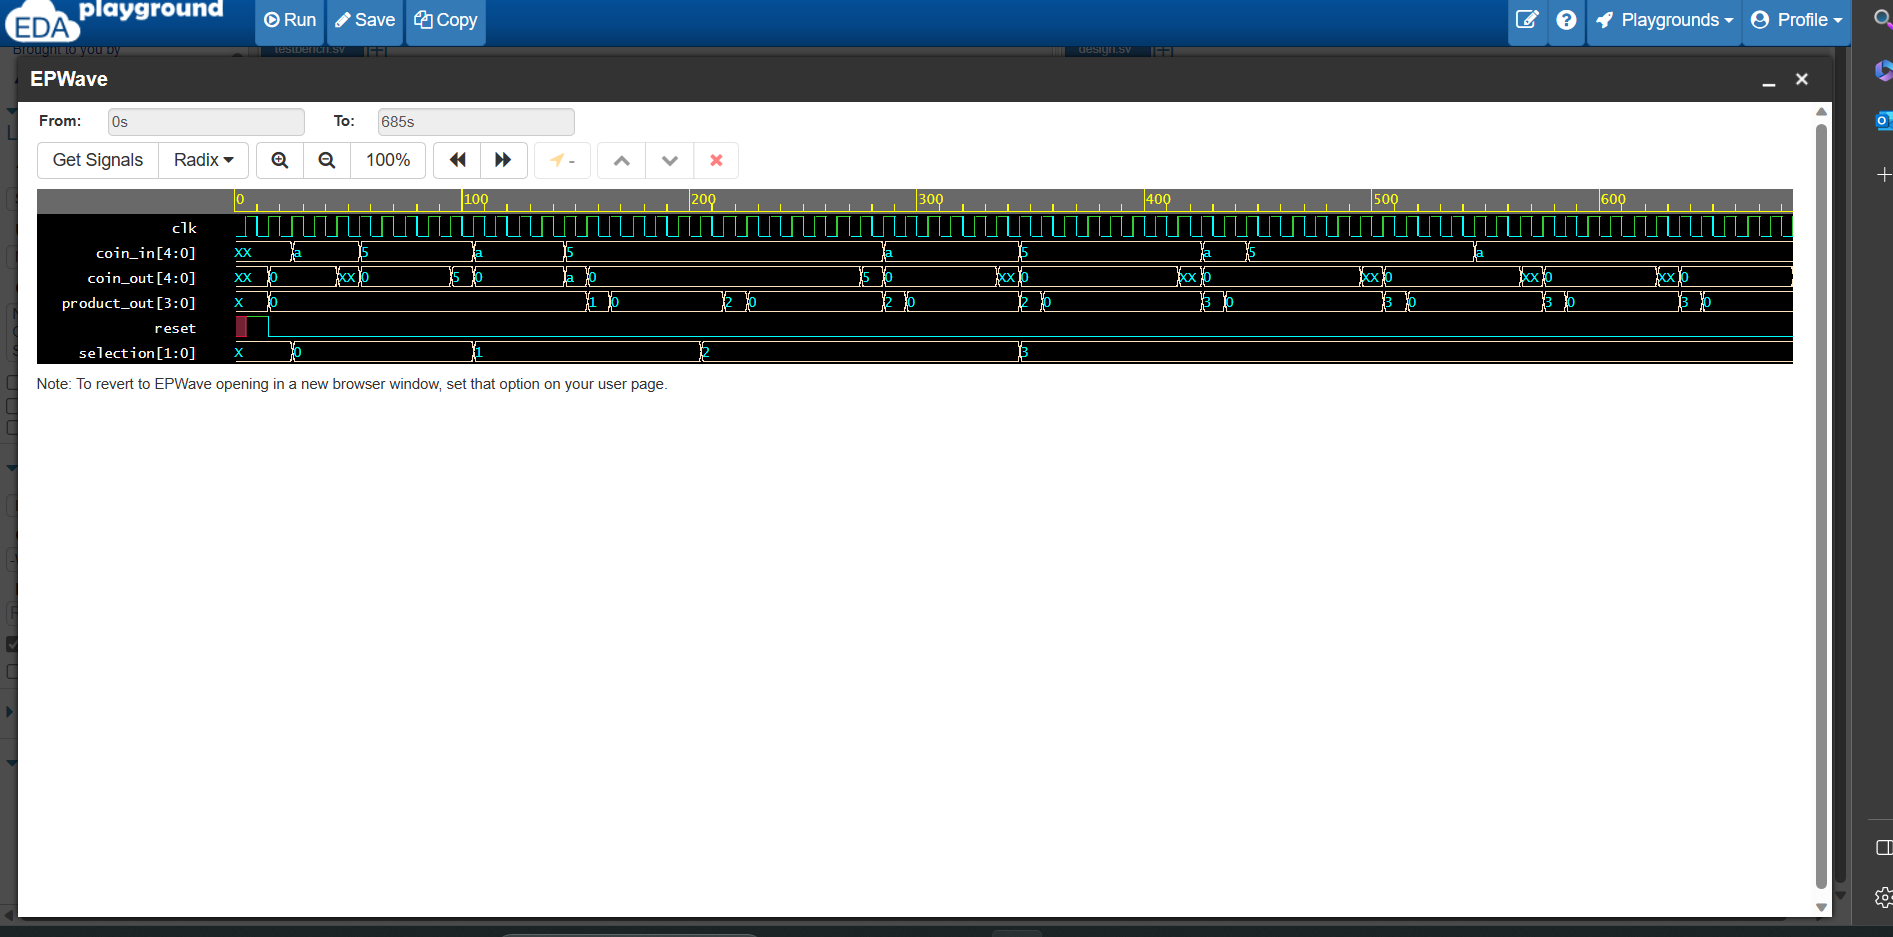 EDA playground
Run
Save
Copy
Playgrounds
Profile
Brought to you by
testbench.sv
design.sv
EPWave
From: 0s To: 685s
Get Signals
Radix
100%
-
0 100 200 300 400 500 600
clk
coin_in[4:0] XX a 5 a 5 a 5 a 5 a
coin_out[4:0] XX 0 XX 0 5 0 a 0 5 0 XX 0 XX 0 XX 0 XX 0 XX 0
product_out[3:0] X 0 1 0 2 0 2 0 2 0 3 0 3 0 3 0 3 0
reset
selection[1:0] X 0 1 2 3
Note: To revert to EPWave opening in a new browser window, set that option on your user page.